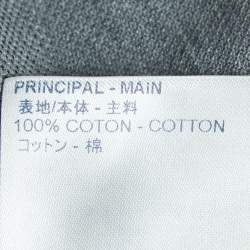 PRINCIPAL - MAIN
表地/本体 - 主料
100% COTON - COTTON
コットン - 棉